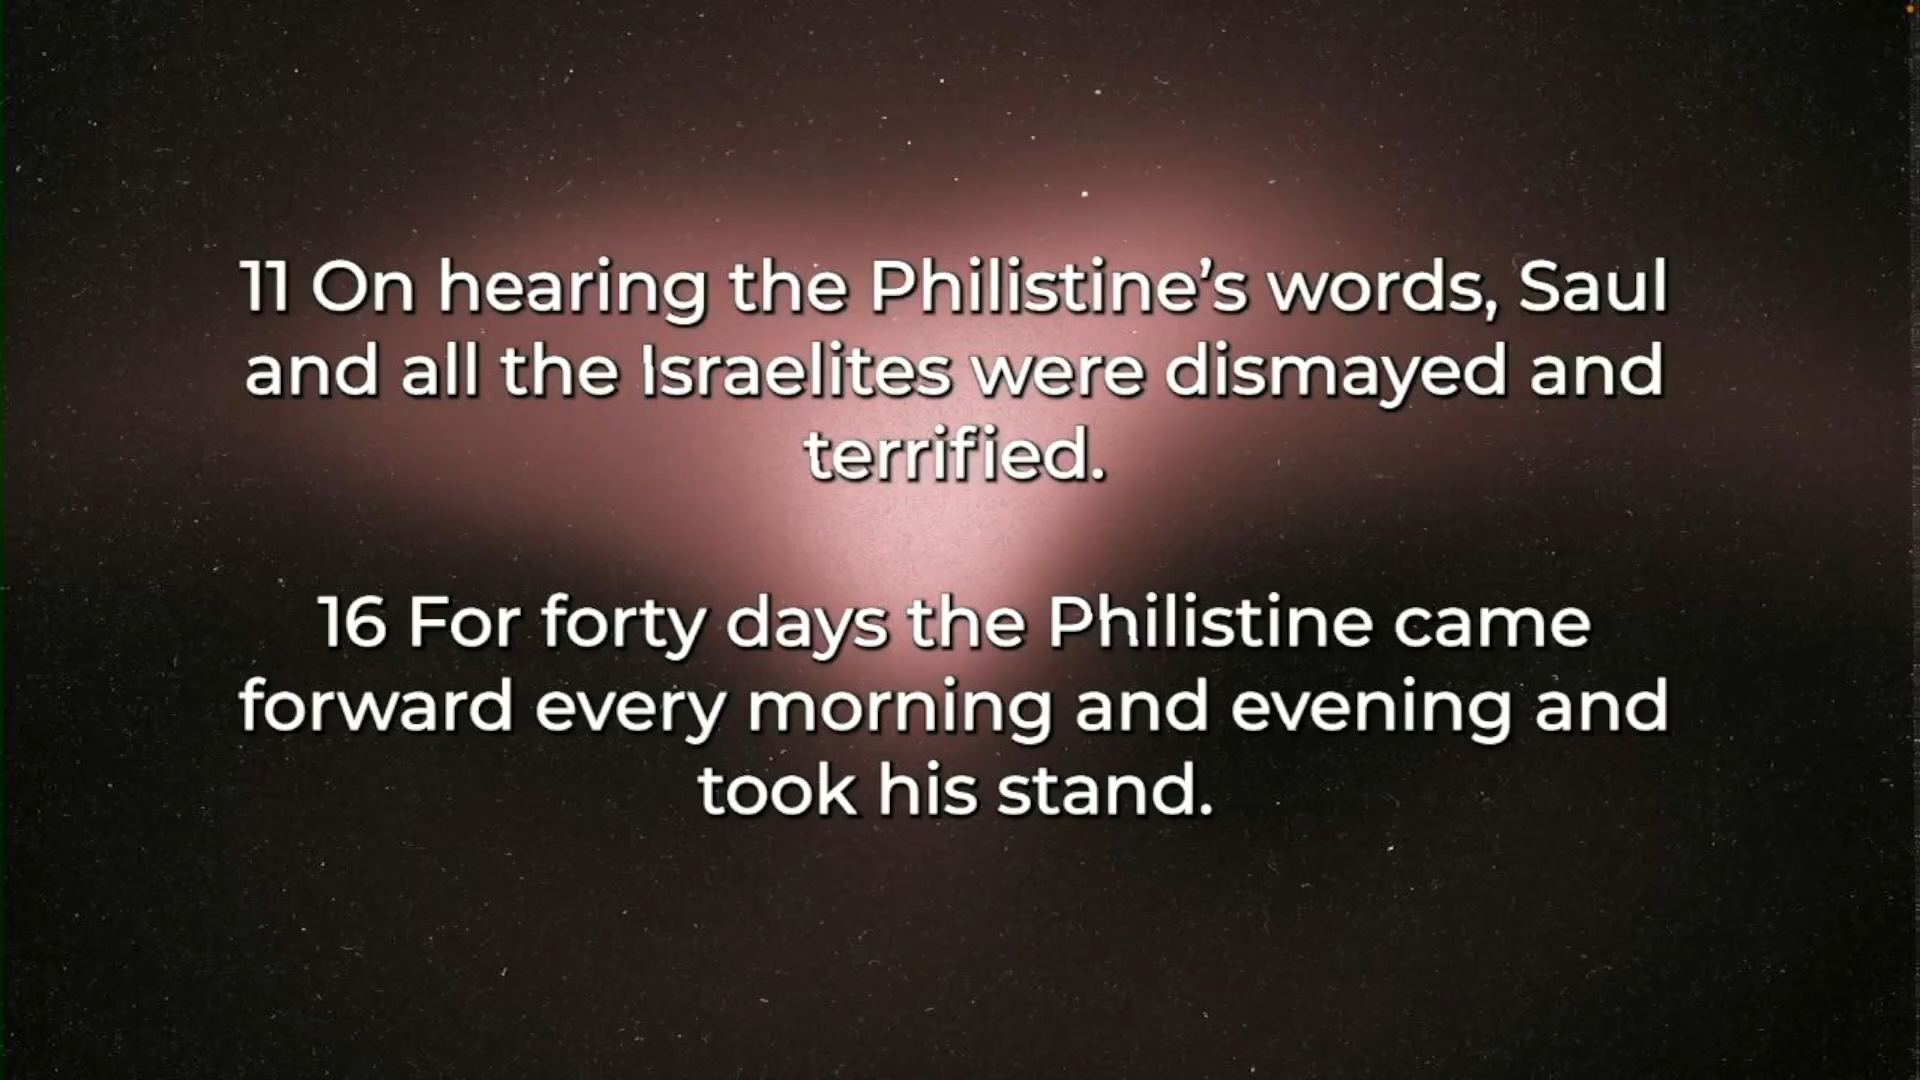 11 On hearing the Philistine’s words, Saul
and all the Israelites were dismayed and
terrified.
16 For forty days the Philistine came
forward every morning and evening and
took his stand.